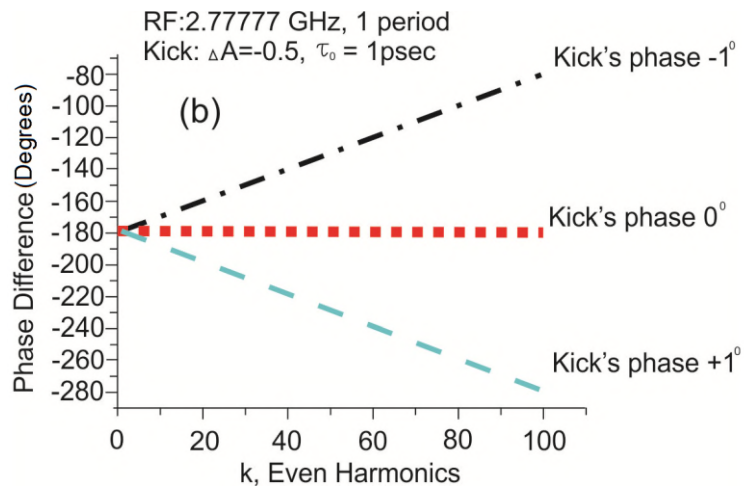 RF:2.77777 GHz, 1 period
Kick: △A=-0.5, τ₀ = 1psec
(b)
Phase Difference (Degrees)
-80
-100
-120
-140
-160
-180
-200
-220
-240
-260
-280
Kick's phase -1⁰
Kick's phase 0⁰
Kick's phase +1⁰
0
20
40
60
80
100
k, Even Harmonics